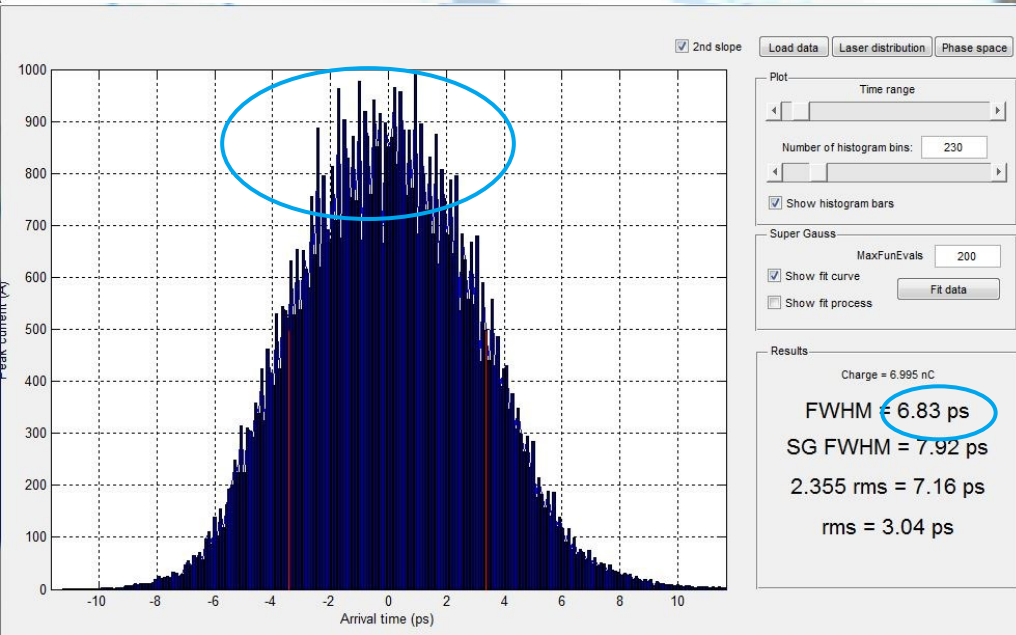 2nd slope
Load data
Laser distribution
Phase space
Plot
Time range
Number of histogram bins: 230
Show histogram bars
Super Gauss
MaxFunEvals 200
Show fit curve
Fit data
Show fit process
Results
Charge = 6.995 nC
FWHM = 6.83 ps
SG FWHM = 7.92 ps
2.355 rms = 7.16 ps
rms = 3.04 ps
1000
900
800
700
600
500
400
300
200
100
0
-10 -8 -6 -4 -2 0 2 4 6 8 10
Arrival time (ps)
Peak current (A)